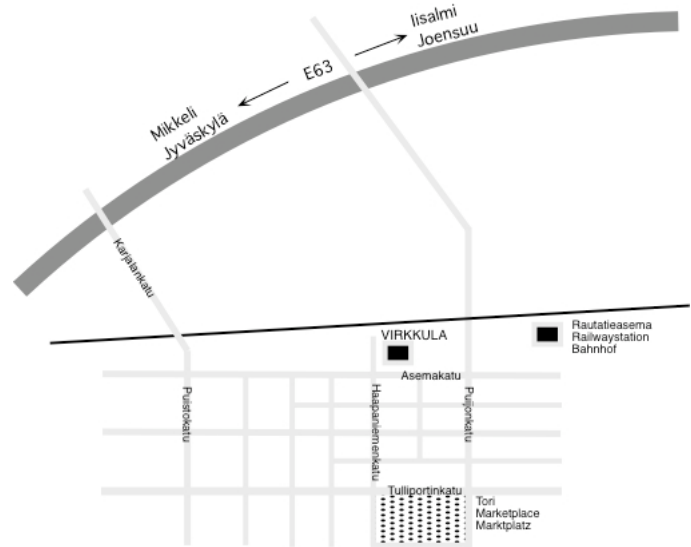 Iisalmi
Joensuu
E63
Mikkeli
Jyväskylä
Karjalankatu
Rautatieasema
Railwaystation
Bahnhof
VIRKKULA
Asemakatu
Puistokatu
Haapaniemenkatu
Puijonkatu
Tulliportinkatu
Tori
Marketplace
Marktplatz